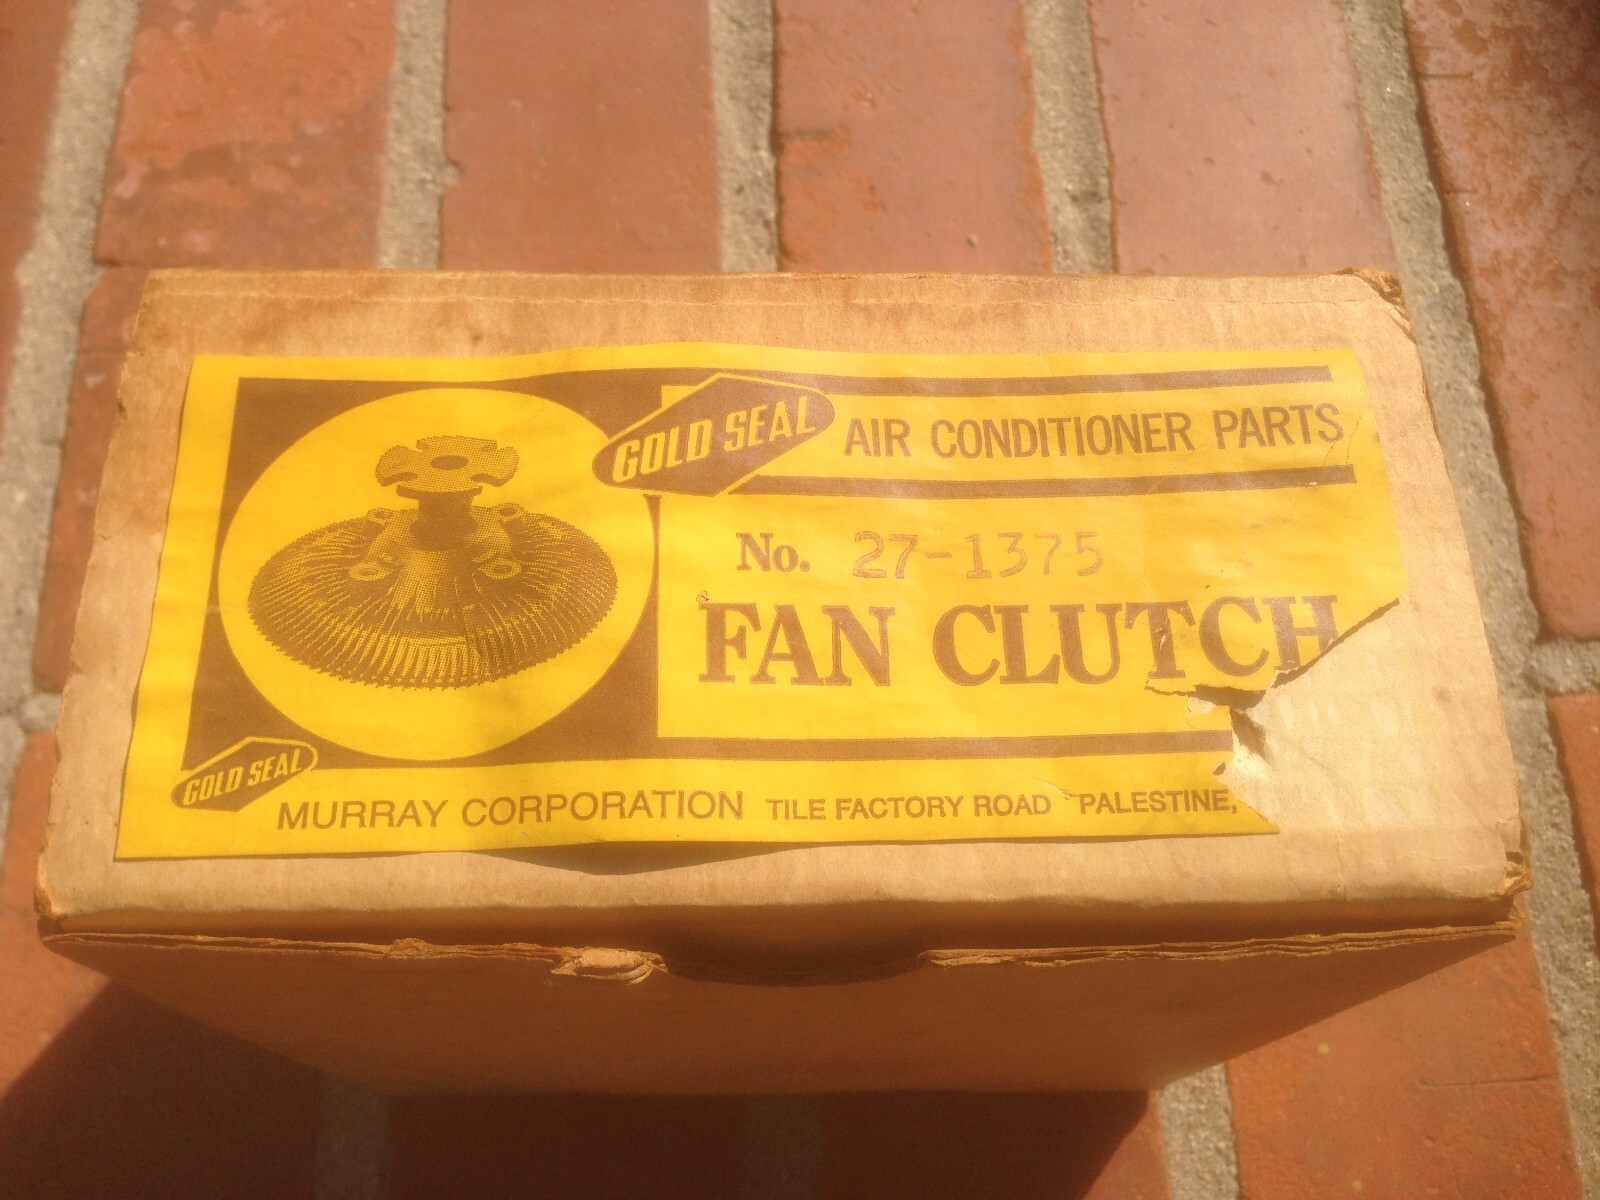 GOLD SEAL AIR CONDITIONER PARTS
No. 27-1375
FAN CLUTCH
GOLD SEAL
MURRAY CORPORATION TILE FACTORY ROAD PALESTINE,